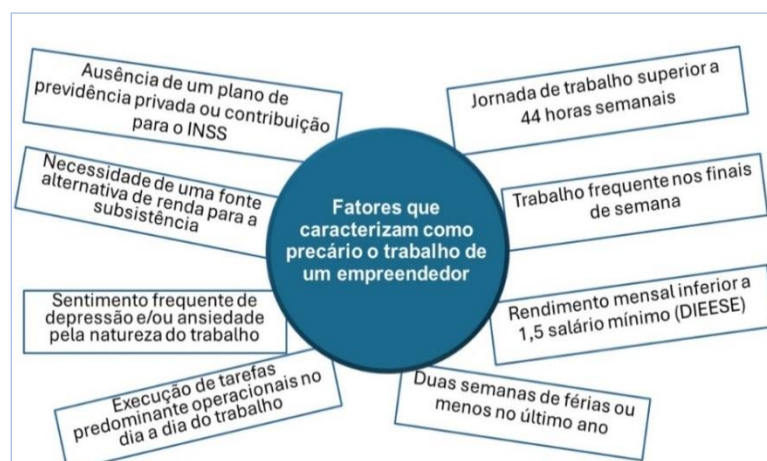 Ausência de um plano de
previdência privada ou contribuição
para o INSS
Necessidade de uma fonte
alternativa de renda para a
subsistência
Sentimento frequente de
depressão e/ou ansiedade
pela natureza do trabalho
Execução de tarefas
predominante operacionais no
dia a dia do trabalho
Fatores que
caracterizam como
precário o trabalho de
um empreendedor
Jornada de trabalho superior a
44 horas semanais
Trabalho frequente nos finais
de semana
Rendimento mensal inferior a
1,5 salário mínimo (DIEESE)
Duas semanas de férias ou
menos no último ano